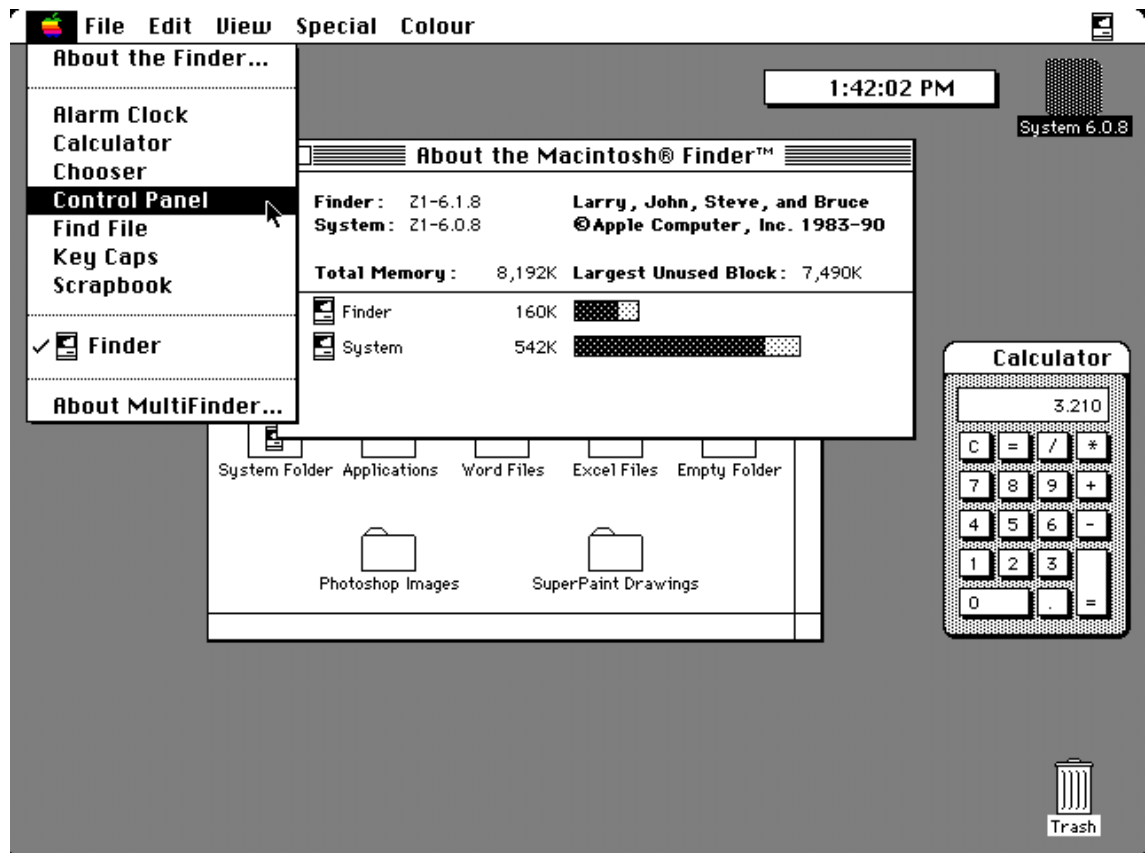 File Edit View Special Colour
About the Finder...
Alarm Clock
Calculator
Chooser
Control Panel
Find File
Key Caps
Scrapbook
✓ Finder
About MultiFinder...
1:42:02 PM
System 6.0.8
About the Macintosh® Finder™
Finder: Z1-6.1.8 Larry, John, Steve, and Bruce
System: Z1-6.0.8 ©Apple Computer, Inc. 1983-90
Total Memory: 8,192K Largest Unused Block: 7,490K
Finder 160K
System 542K
System Folder Applications Word Files Excel Files Empty Folder
Photoshop Images SuperPaint Drawings
Calculator
3.210
C = / *
7 8 9 +
4 5 6 -
1 2 3
0 . =
Trash